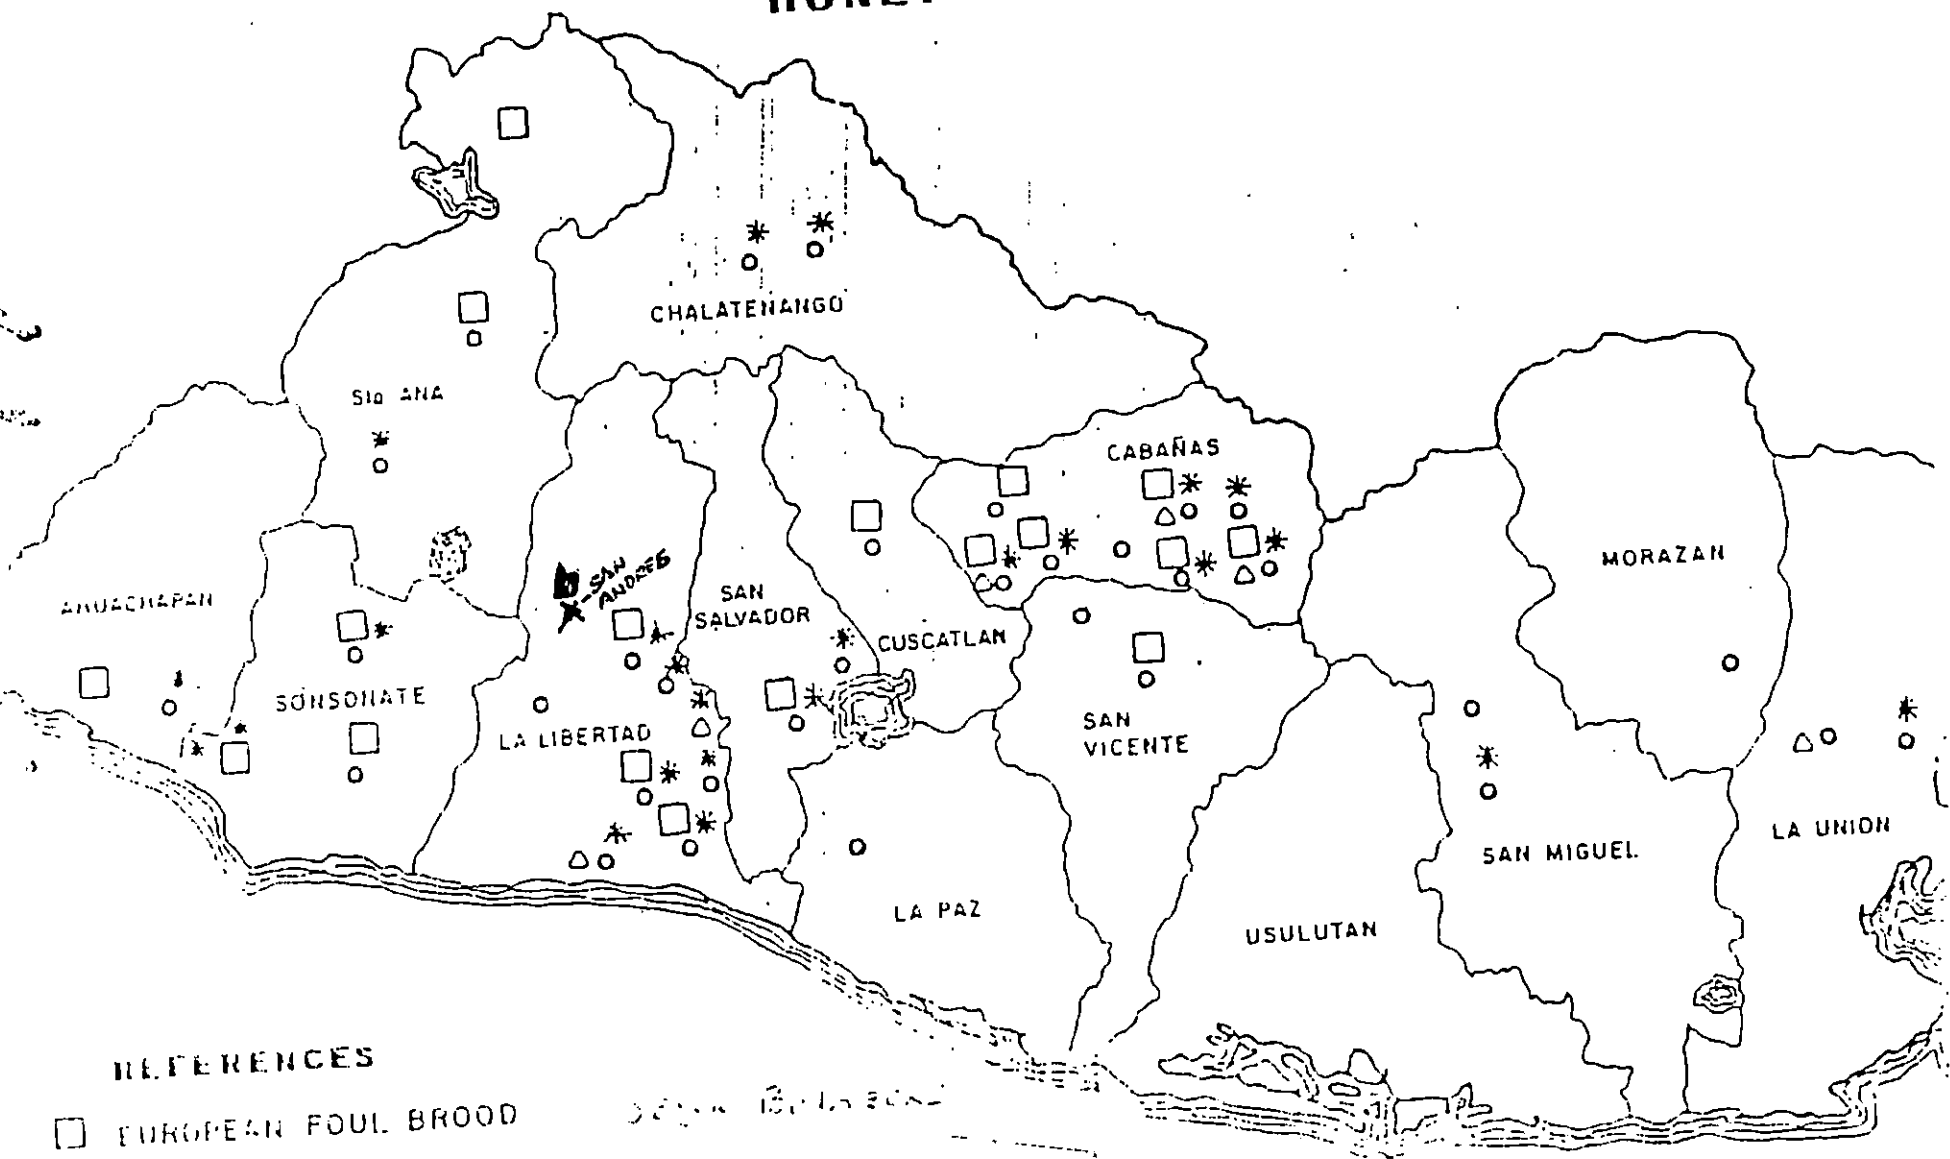 CHALATENANGO
Sta ANA
CABAÑAS
MORAZAN
SAN
ANDRES
AHUACHAPAN
SAN
SALVADOR
CUSCATLAN
SONSONATE
LA LIBERTAD
SAN
VICENTE
LA UNION
SAN MIGUEL
LA PAZ
USULUTAN
REFERENCES
EUROPEAN FOUL BROOD